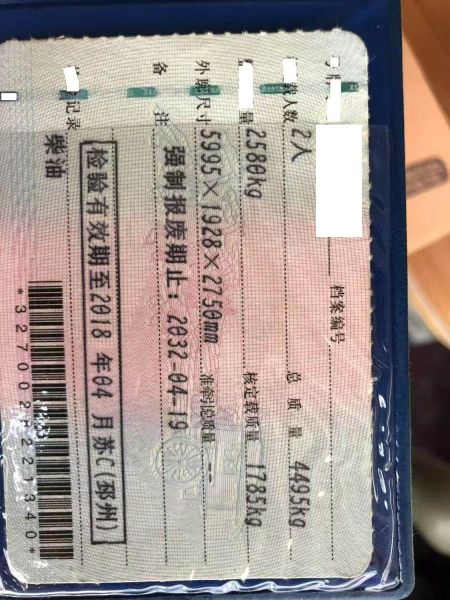 档案编号
载人数 2人 总质量 4495kg
量 2580kg 核定载质量 1785kg
外廓尺寸 5995×1928×2750mm 准牵引总质量 --
备注 强制报废期止：2032-04-19
检验有效期至2018年04月苏C(邳州)
记录 柴油
*3270028221340*